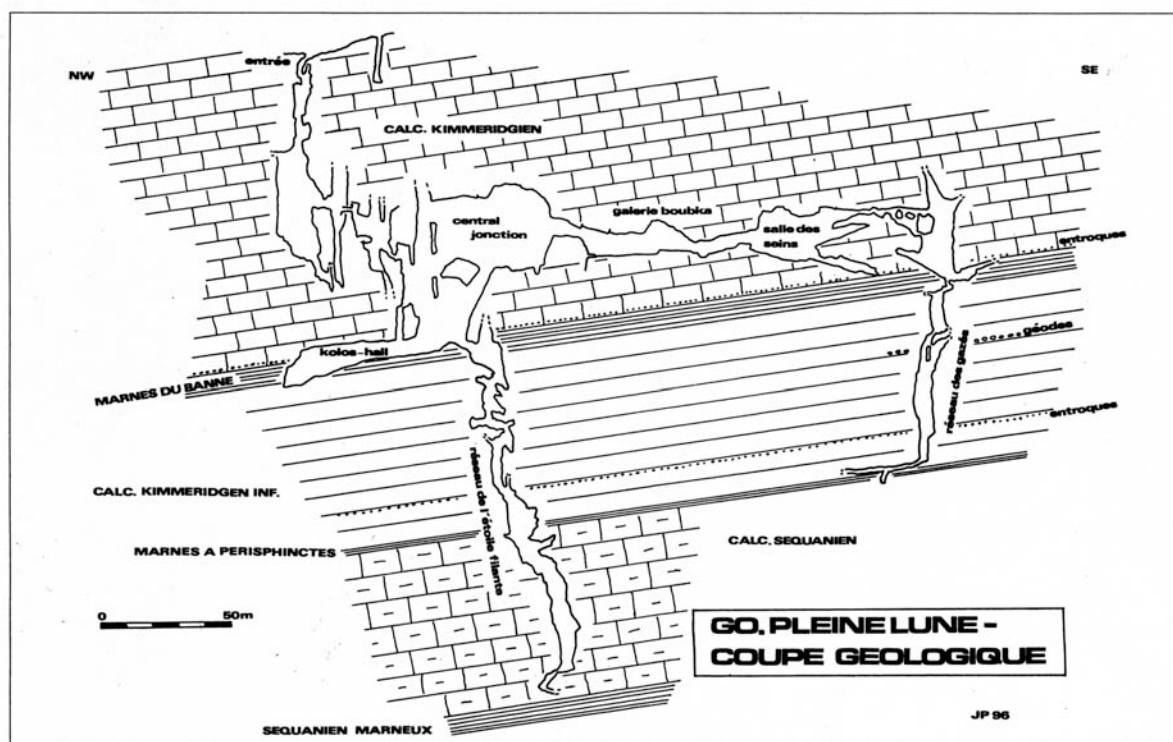 NW
entrée
SE
CALC. KIMMERIDGIEN
galerie boubka
central
jonction
salle des
seins
entroques
kolos-hall
géodes
MARNES DU BANNE
réseau des gazés
entroques
réseau de l'étoile filante
CALC. KIMMERIDGEN INF.
MARNES A PERISPHINCTES
CALC. SEQUANIEN
0 50m
GO. PLEINE LUNE -
COUPE GEOLOGIQUE
JP 96
SEQUANIEN MARNEUX